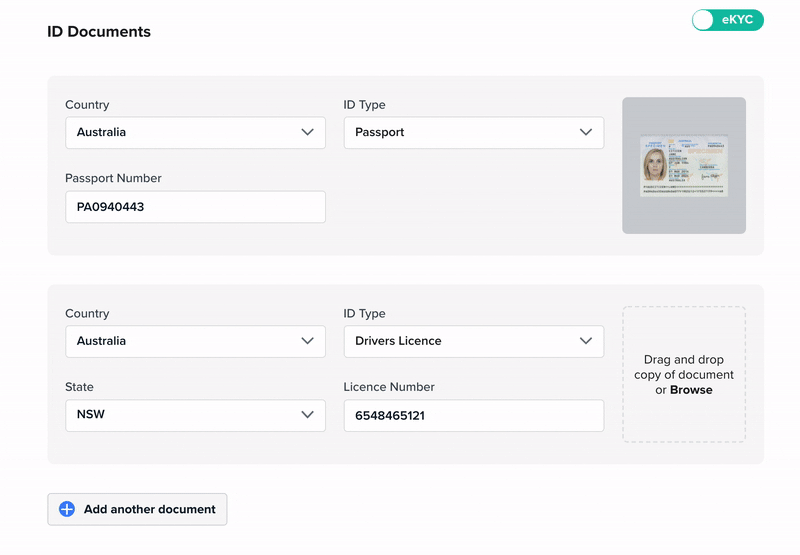 ID Documents
eKYC
Country
ID Type
Australia
Passport
Passport Number
PA0940443
SPECIMEN
Country
ID Type
Australia
Drivers Licence
State
Licence Number
NSW
6548465121
Drag and drop
copy of document
or Browse
Add another document